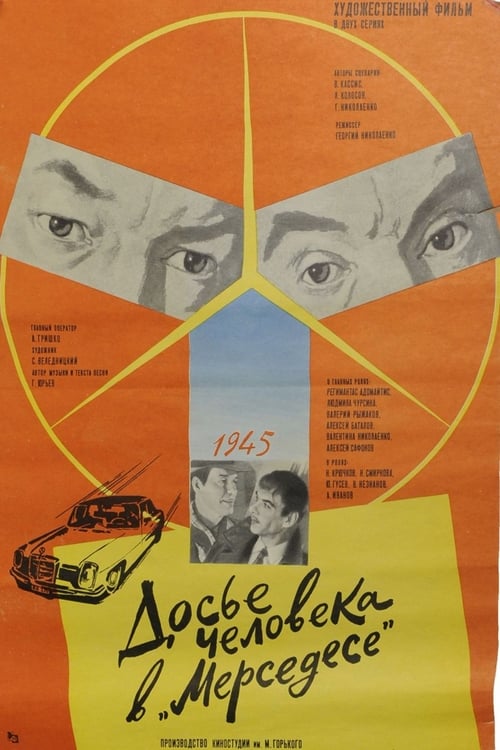 ХУДОЖЕСТВЕННЫЙ ФИЛЬМ
В ДВУХ СЕРИЯХ
АВТОРЫ СЦЕНАРИЯ
В. КАССИС,
Л. КОЛОСОВ,
Г. НИКОЛАЕНКО
РЕЖИССЕР
ГЕОРГИЙ НИКОЛАЕНКО
ГЛАВНЫЙ ОПЕРАТОР
А. ГРИШКО
ХУДОЖНИК
С. ВЕЛЕДНИЦКИЙ
АВТОР МУЗЫКИ И ТЕКСТА ПЕСНИ
Г. ЮРЬЕВ
В ГЛАВНЫХ РОЛЯХ:
РЕГИМАНТАС АДОМАЙТИС,
ЛЮДМИЛА ЧУРСИНА,
ВАЛЕРИЙ РЫЖАКОВ,
АЛЕКСЕЙ БАТАЛОВ,
ВАЛЕНТИНА НИКОЛАЕНКО,
АЛЕКСЕЙ САФОНОВ
В РОЛЯХ:
Н. КРЮЧКОВ, Н. СМИРНОВА,
Ю. ГУСЕВ, В. НЕЗНАНОВ,
А. ИВАНОВ
1945
Досье
человека
в „Мерседесе"
ПРОИЗВОДСТВО КИНОСТУДИИ ИМ. М. ГОРЬКОГО